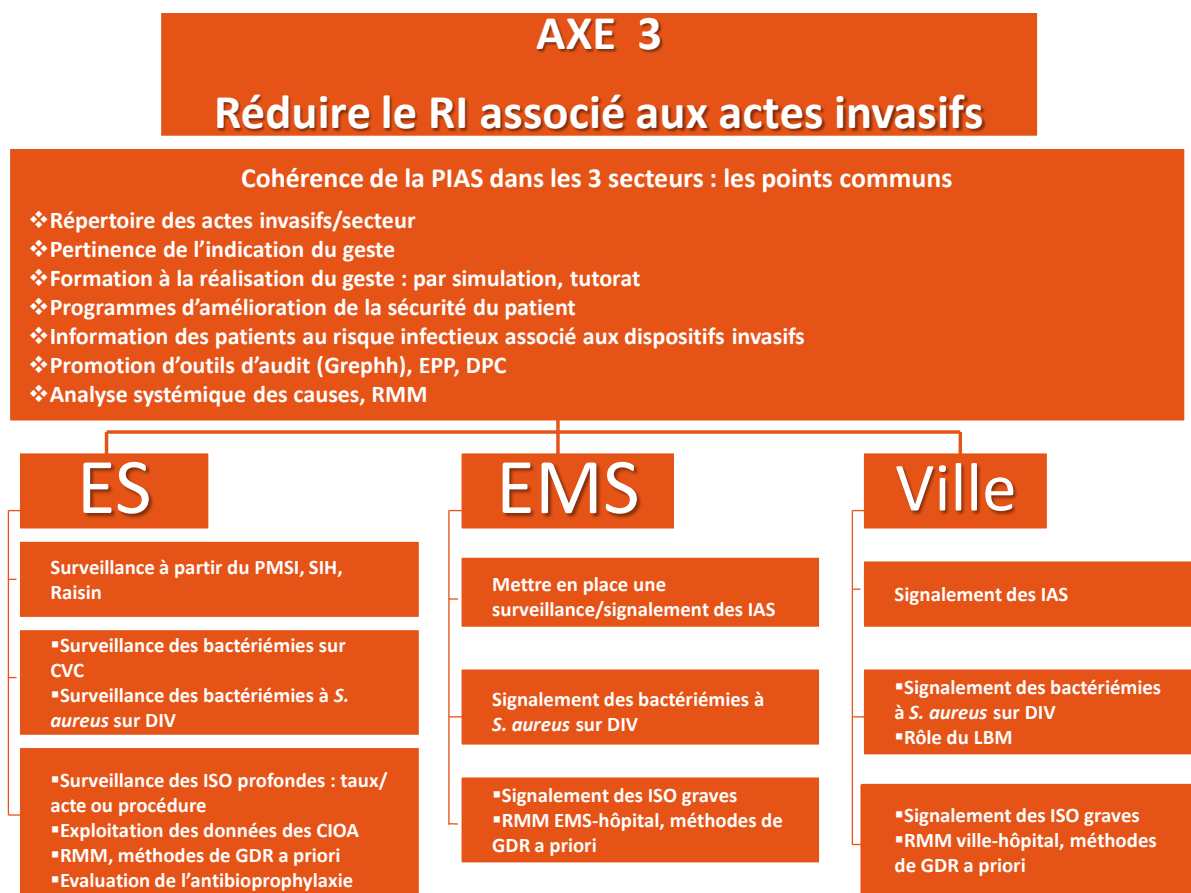 AXE 3
Réduire le RI associé aux actes invasifs
Cohérence de la PIAS dans les 3 secteurs : les points communs
❖Répertoire des actes invasifs/secteur
❖Pertinence de l'indication du geste
❖Formation à la réalisation du geste : par simulation, tutorat
❖Programmes d'amélioration de la sécurité du patient
❖Information des patients au risque infectieux associé aux dispositifs invasifs
❖Promotion d'outils d'audit (Grephh), EPP, DPC
❖Analyse systémique des causes, RMM
ES
Surveillance à partir du PMSI, SIH,
Raisin
▪Surveillance des bactériémies sur
CVC
▪Surveillance des bactériémies à S.
aureus sur DIV
▪Surveillance des ISO profondes : taux/
acte ou procédure
▪Exploitation des données des CIOA
▪RMM, méthodes de GDR a priori
▪Evaluation de l'antibioprophylaxie
EMS
Mettre en place une
surveillance/signalement des IAS
Signalement des bactériémies à
S. aureus sur DIV
▪Signalement des ISO graves
▪RMM EMS-hôpital, méthodes de
GDR a priori
Ville
Signalement des IAS
▪Signalement des bactériémies
à S. aureus sur DIV
▪Rôle du LBM
▪Signalement des ISO graves
▪RMM ville-hôpital, méthodes
de GDR a priori